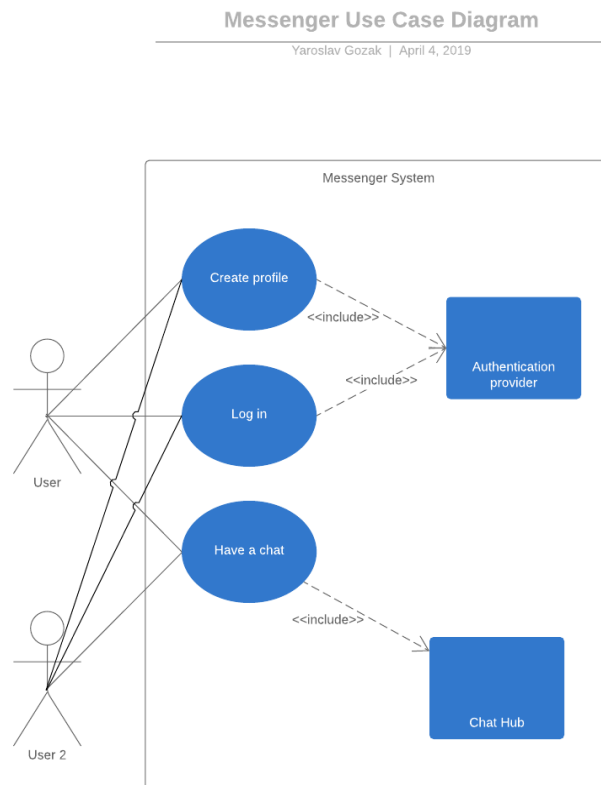 Messenger Use Case Diagram
Yaroslav Gozak | April 4, 2019
Messenger System
Create profile
<<include>>
Authentication
provider
<<include>>
Log in
User
Have a chat
<<include>>
Chat Hub
User 2